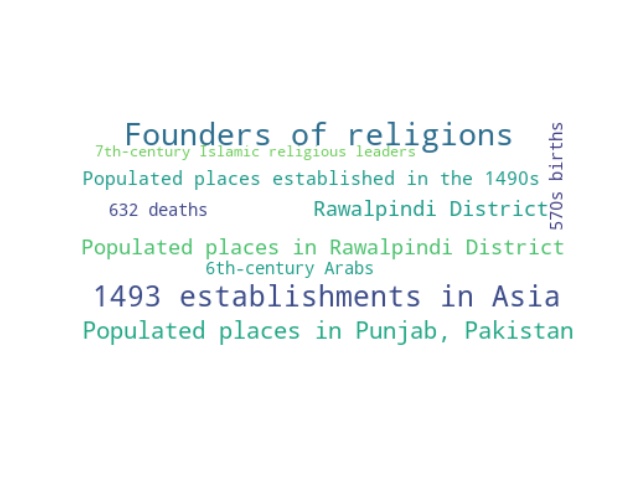 Founders of religions
7th-century Islamic religious leaders
570s births
Populated places established in the 1490s
632 deaths
Rawalpindi District
Populated places in Rawalpindi District
6th-century Arabs
1493 establishments in Asia
Populated places in Punjab, Pakistan